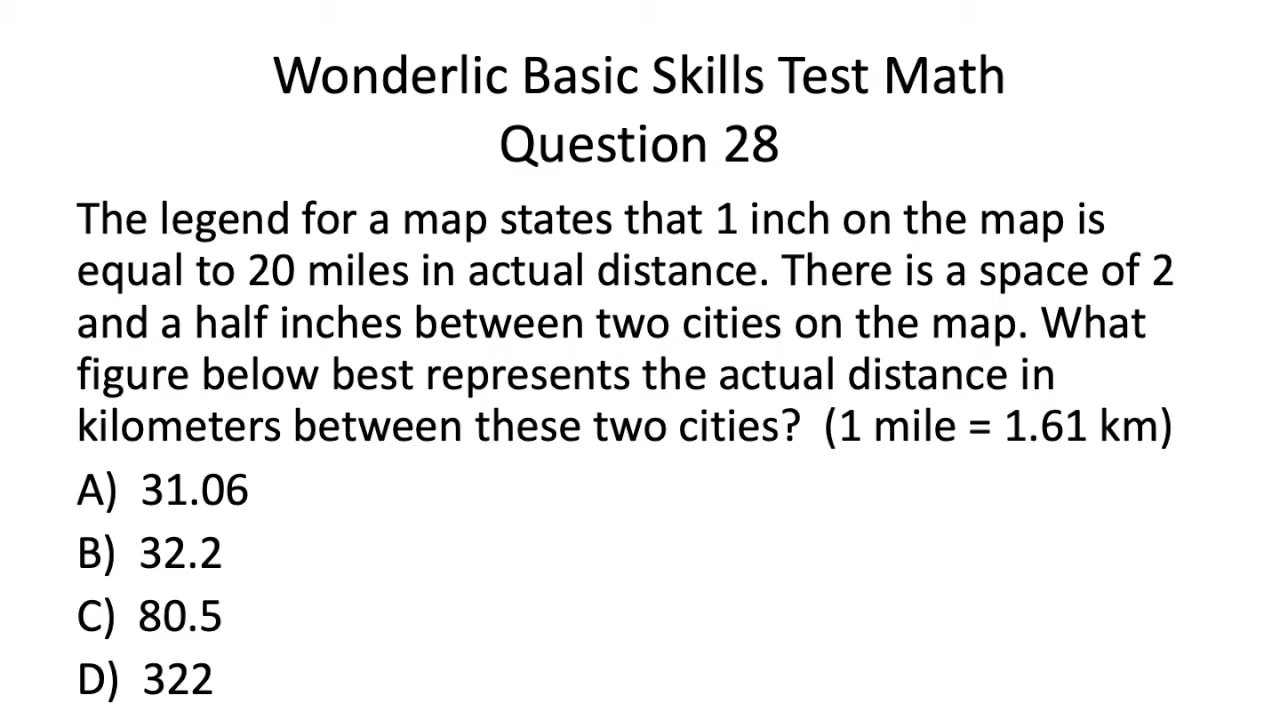 Wonderlic Basic Skills Test Math
Question 28
The legend for a map states that 1 inch on the map is
equal to 20 miles in actual distance. There is a space of 2
and a half inches between two cities on the map. What
figure below best represents the actual distance in
kilometers between these two cities?  (1 mile = 1.61 km)
A)  31.06
B)  32.2
C)  80.5
D)  322